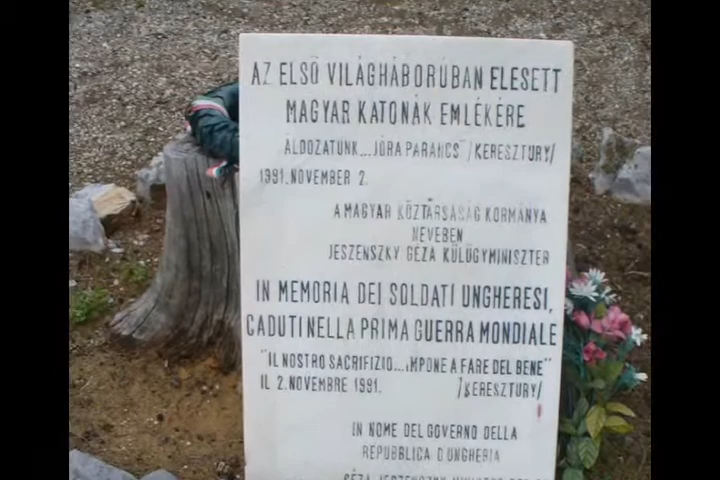 AZ ELSŐ VILÁGHÁBORÚBAN ELESETT
MAGYAR KATONÁK EMLÉKÉRE
ÁLDOZATUNK...JÓRA PARANCS /KERESZTURY/
1991. NOVEMBER 2.
A MAGYAR KÖZTÁRSASÁG KORMÁNYA
NEVÉBEN
JESZENSZKY GÉZA KÜLÜGYMINISZTER
IN MEMORIA DEI SOLDATI UNGHERESI,
CADUTI NELLA PRIMA GUERRA MONDIALE
"IL NOSTRO SACRIFIZIO...IMPONE A FARE DEL BENE"
IL 2. NOVEMBRE 1991. /KERESZTURY/
IN NOME DEL GOVERNO DELLA
REPUBBLICA D'UNGHERIA
GÉZA JESZENSZKY